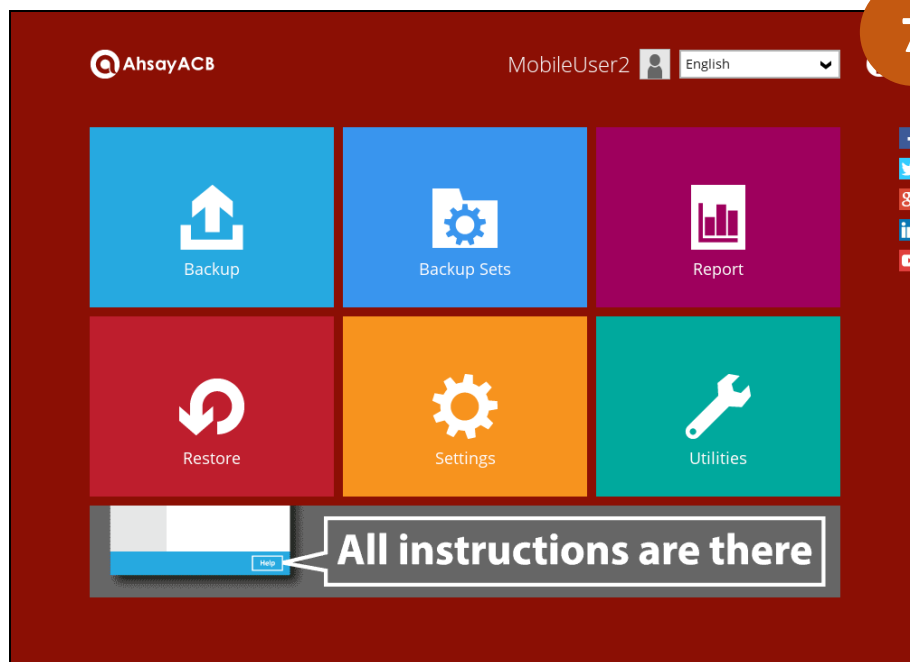 AhsayACB
MobileUser2
English
Backup
Backup Sets
Report
Restore
Settings
Utilities
Help
All instructions are there